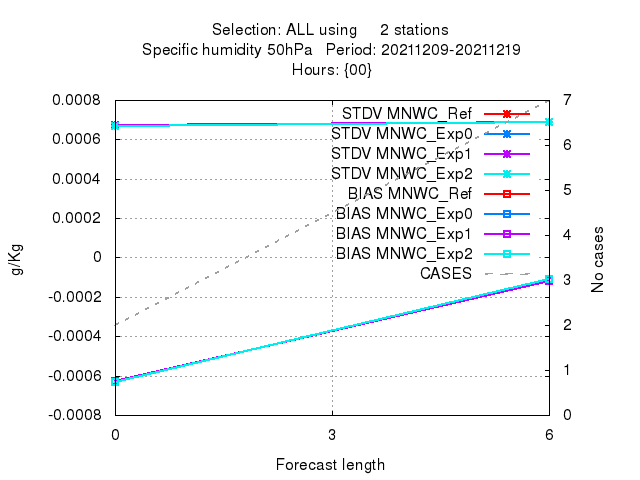 Selection: ALL using 2 stations
Specific humidity 50hPa Period: 20211209-20211219
Hours: {00}
0.0008
0.0006
0.0004
0.0002
0
-0.0002
-0.0004
-0.0006
-0.0008
g/Kg
STDV MNWC_Ref
STDV MNWC_Exp0
STDV MNWC_Exp1
STDV MNWC_Exp2
BIAS MNWC_Ref
BIAS MNWC_Exp0
BIAS MNWC_Exp1
BIAS MNWC_Exp2
CASES
7
6
5
4
3
2
1
0
No cases
0 3 6
Forecast length